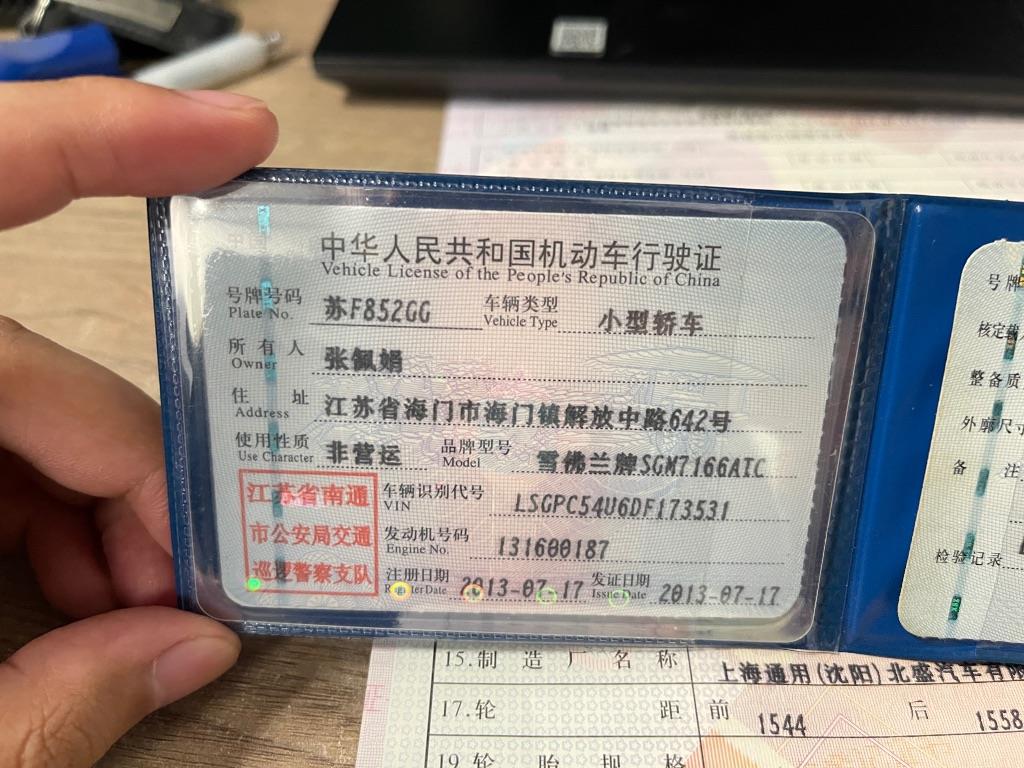 中华人民共和国机动车行驶证
Vehicle License of the People's Republic of China
号牌号码 苏F852GG 车辆类型 小型轿车
Plate No. Vehicle Type
所有人 张佩娟
Owner
住址 江苏省海门市海门镇解放中路642号
Address
使用性质 非营运 品牌型号 雪佛兰牌SGM7166ATC
Use Character Model
江苏省南通
市公安局交通
巡逻警察支队
车辆识别代号 LSGPC54U6DF173531
VIN
发动机号码 131600187
Engine No.
注册日期 2013-07-17 发证日期 2013-07-17
Register Date Issue Date
号牌
核定载
整备质
外廓尺寸
备 注
检验记录
15.制造厂名称 上海通用(沈阳)北盛汽车有限
17.轮距 前 1544 后 1558
19.轮胎规格